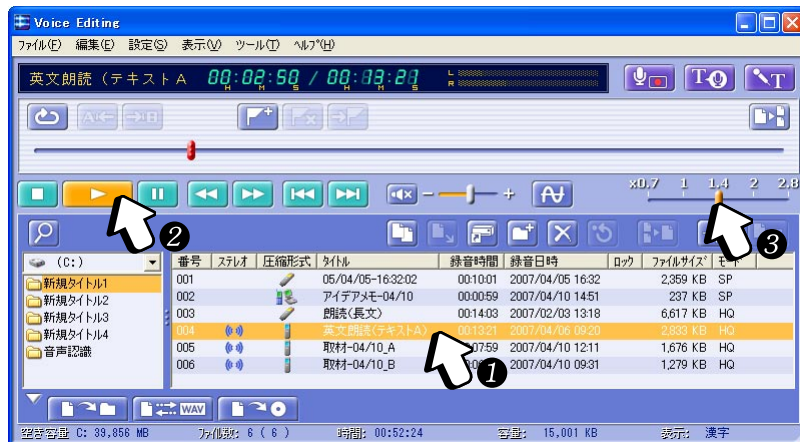 Voice Editing
ファイル(F) 編集(E) 設定(S) 表示(V) ツール(T) ヘルプ(H)
英文朗読（テキストA 00:02:50 / 00:13:21 L R
H M S H M S
T T
A B
x0.7 1 1.4 2 2.8
- +
❷
❸
(C:)
番号 ステレオ 圧縮形式 タイトル 録音時間 録音日時 ロック ファイルサイズ モード
新規タイトル1
新規タイトル2
新規タイトル3
新規タイトル4
音声認識
001 05/04/05-16:32:02 00:10:01 2007/04/05 16:32 2,359 KB SP
002 アイデアメモ-04/10 00:00:59 2007/04/10 14:51 237 KB SP
003 朗読(長文) 00:14:03 2007/02/03 13:18 6,617 KB HQ
004 英文朗読(テキストA) 00:13:21 2007/04/06 09:20 2,833 KB HQ
005 取材-04/10_A 07:59 2007/04/10 12:11 1,676 KB HQ
006 取材-04/10_B 2007/04/10 09:31 1,279 KB HQ
❶
WAV
空き容量 C: 39,856 MB ファイル数: 6 ( 6 ) 時間: 00:52:24 容量: 15,001 KB 表示: 漢字